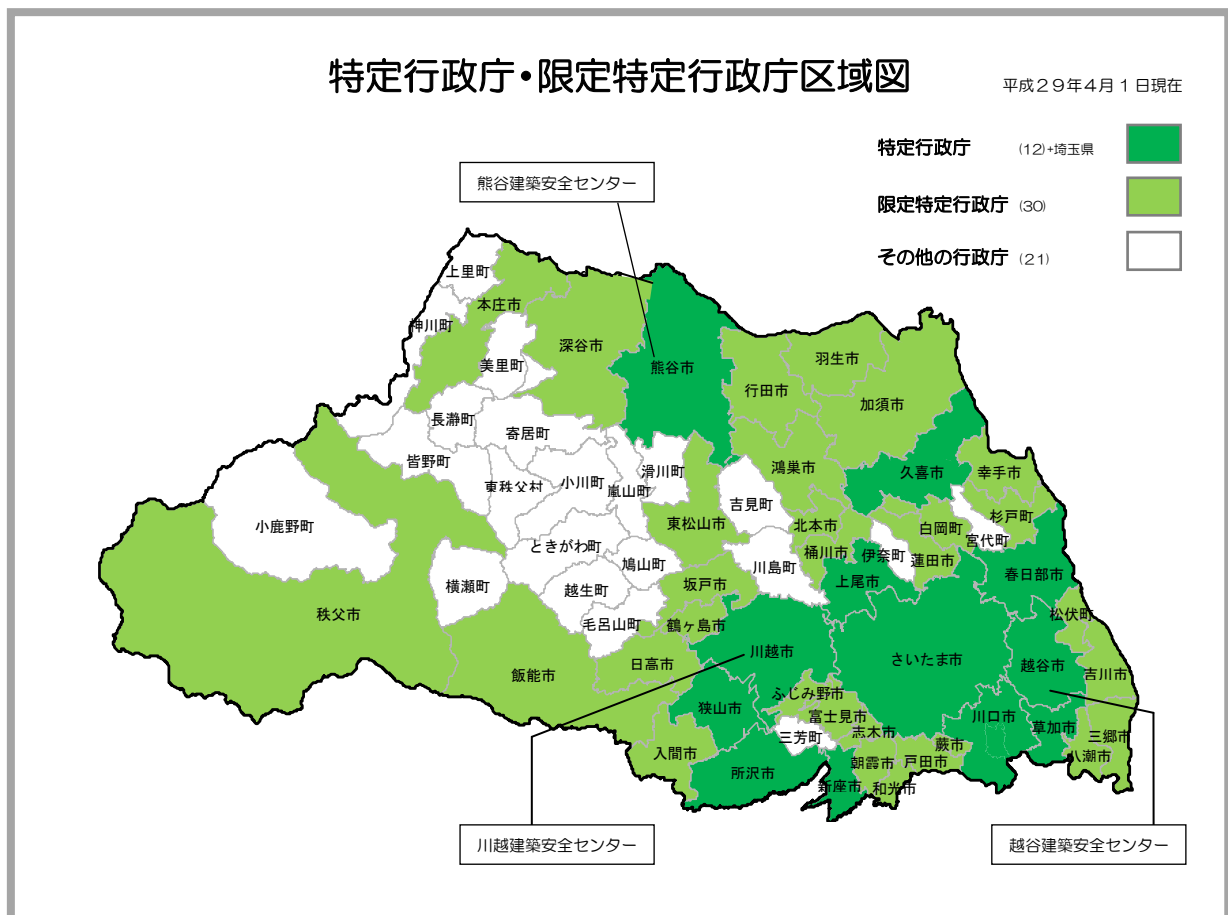 特定行政庁・限定特定行政庁区域図
平成29年4月1日現在
特定行政庁 (12)+埼玉県
限定特定行政庁 (30)
その他の行政庁 (21)
熊谷建築安全センター
上里町
本庄市
神川町
美里町
深谷市
熊谷市
行田市
羽生市
加須市
長瀞町
寄居町
皆野町
東秩父村
小川町
嵐山町
滑川町
吉見町
鴻巣市
久喜市
幸手市
小鹿野町
東松山市
北本市
白岡町
杉戸町
宮代町
ときがわ町
鳩山町
川島町
桶川市
伊奈町
蓮田市
横瀬町
越生町
坂戸市
上尾市
春日部市
秩父市
毛呂山町
鶴ヶ島市
松伏町
飯能市
日高市
川越市
さいたま市
越谷市
吉川市
狭山市
ふじみ野市
富士見市
志木市
川口市
草加市
三郷市
三芳町
蕨市
入間市
所沢市
朝霞市
戸田市
八潮市
新座市
和光市
川越建築安全センター
越谷建築安全センター